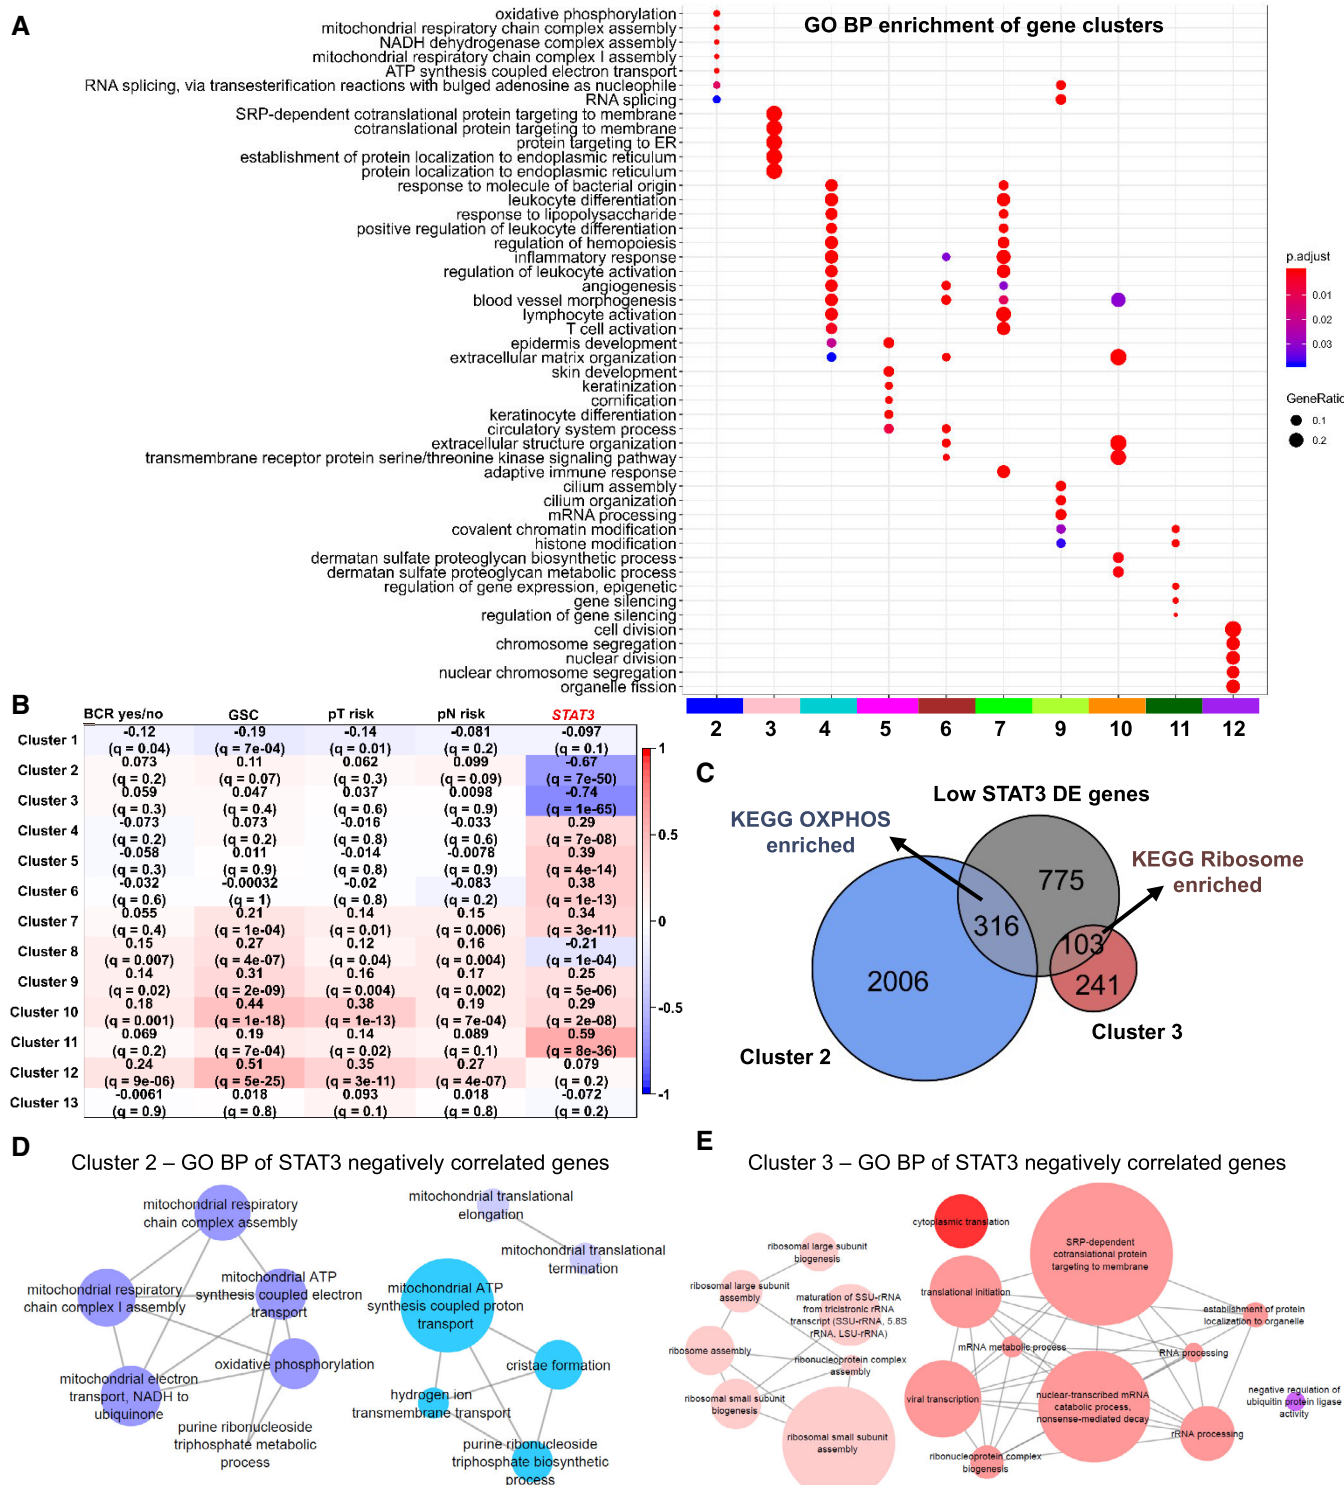 A
GO BP enrichment of gene clusters
oxidative phosphorylation
mitochondrial respiratory chain complex assembly
NADH dehydrogenase complex assembly
mitochondrial respiratory chain complex I assembly
ATP synthesis coupled electron transport
RNA splicing, via transesterification reactions with bulged adenosine as nucleophile
RNA splicing
SRP-dependent cotranslational protein targeting to membrane
cotranslational protein targeting to membrane
protein targeting to ER
establishment of protein localization to endoplasmic reticulum
protein localization to endoplasmic reticulum
response to molecule of bacterial origin
leukocyte differentiation
response to lipopolysaccharide
positive regulation of leukocyte differentiation
regulation of hemopoiesis
inflammatory response
regulation of leukocyte activation
angiogenesis
blood vessel morphogenesis
lymphocyte activation
T cell activation
epidermis development
extracellular matrix organization
skin development
keratinization
cornification
keratinocyte differentiation
circulatory system process
extracellular structure organization
transmembrane receptor protein serine/threonine kinase signaling pathway
adaptive immune response
cilium assembly
cilium organization
mRNA processing
covalent chromatin modification
histone modification
dermatan sulfate proteoglycan biosynthetic process
dermatan sulfate proteoglycan metabolic process
regulation of gene expression, epigenetic
gene silencing
regulation of gene silencing
cell division
chromosome segregation
nuclear division
nuclear chromosome segregation
organelle fission
2 3 4 5 6 7 8 9 10 11 12
p.adjust
0.01
0.02
0.03
GeneRatio
0.1
0.2
B
BCR yes/no GSC pT risk pN risk STAT3
Cluster 1 -0.12 -0.19 -0.14 -0.081 -0.097
(q = 0.04) (q = 7e-04) (q = 0.01) (q = 0.2) (q = 0.1)
Cluster 2 0.073 0.11 0.062 0.099 -0.67
(q = 0.2) (q = 0.07) (q = 0.3) (q = 0.09) (q = 7e-50)
Cluster 3 0.059 0.047 0.037 0.0098 -0.74
(q = 0.3) (q = 0.4) (q = 0.6) (q = 0.9) (q = 1e-65)
Cluster 4 -0.073 0.073 -0.016 -0.033 0.29
(q = 0.2) (q = 0.2) (q = 0.8) (q = 0.6) (q = 7e-08)
Cluster 5 -0.058 0.011 -0.014 -0.0078 0.39
(q = 0.3) (q = 0.9) (q = 0.8) (q = 0.9) (q = 4e-14)
Cluster 6 -0.032 -0.00032 -0.02 -0.083 0.38
(q = 0.6) (q = 1) (q = 0.8) (q = 0.2) (q = 1e-13)
Cluster 7 0.055 0.21 0.14 0.15 0.34
(q = 0.4) (q = 1e-04) (q = 0.01) (q = 0.006) (q = 3e-11)
Cluster 8 0.15 0.27 0.12 0.16 -0.21
(q = 0.007) (q = 4e-07) (q = 0.04) (q = 0.004) (q = 1e-04)
Cluster 9 0.14 0.31 0.16 0.17 0.25
(q = 0.02) (q = 2e-09) (q = 0.004) (q = 0.002) (q = 5e-06)
Cluster 10 0.18 0.44 0.38 0.19 0.29
(q = 0.001) (q = 1e-18) (q = 1e-13) (q = 7e-04) (q = 2e-08)
Cluster 11 0.069 0.19 0.14 0.089 0.59
(q = 0.2) (q = 7e-04) (q = 0.02) (q = 0.1) (q = 8e-36)
Cluster 12 0.24 0.51 0.35 0.27 0.079
(q = 9e-06) (q = 5e-25) (q = 3e-11) (q = 4e-07) (q = 0.2)
Cluster 13 -0.0061 0.018 0.093 0.018 -0.072
(q = 0.9) (q = 0.8) (q = 0.1) (q = 0.8) (q = 0.2)
1
0.5
0
-0.5
-1
C
Low STAT3 DE genes
KEGG OXPHOS
enriched
KEGG Ribosome
enriched
775
316
103
2006
241
Cluster 3
Cluster 2
D
Cluster 2 – GO BP of STAT3 negatively correlated genes
mitochondrial respiratory
chain complex assembly
mitochondrial respiratory
chain complex I assembly
mitochondrial ATP
synthesis coupled electron
transport
oxidative phosphorylation
mitochondrial electron
transport, NADH to
ubiquinone
purine ribonucleoside
triphosphate metabolic
process
mitochondrial translational
elongation
mitochondrial translational
termination
mitochondrial ATP
synthesis coupled proton
transport
cristae formation
hydrogen ion
transmembrane transport
purine ribonucleoside
triphosphate biosynthetic
process
E
Cluster 3 – GO BP of STAT3 negatively correlated genes
ribosomal large subunit
biogenesis
ribosomal large subunit
assembly
maturation of SSU-rRNA
from tricistronic rRNA
transcript (SSU-rRNA, 5.8S
rRNA, LSU-rRNA)
ribosome assembly
ribonucleoprotein complex
assembly
ribosomal small subunit
biogenesis
ribosomal small subunit
assembly
cytoplasmic translation
SRP-dependent
cotranslational protein
targeting to membrane
translational initiation
establishment of protein
localization to organelle
mRNA metabolic process
RNA processing
viral transcription
nuclear-transcribed mRNA
catabolic process,
nonsense-mediated decay
negative regulation of
ubiquitin protein ligase
activity
rRNA processing
ribonucleoprotein complex
biogenesis